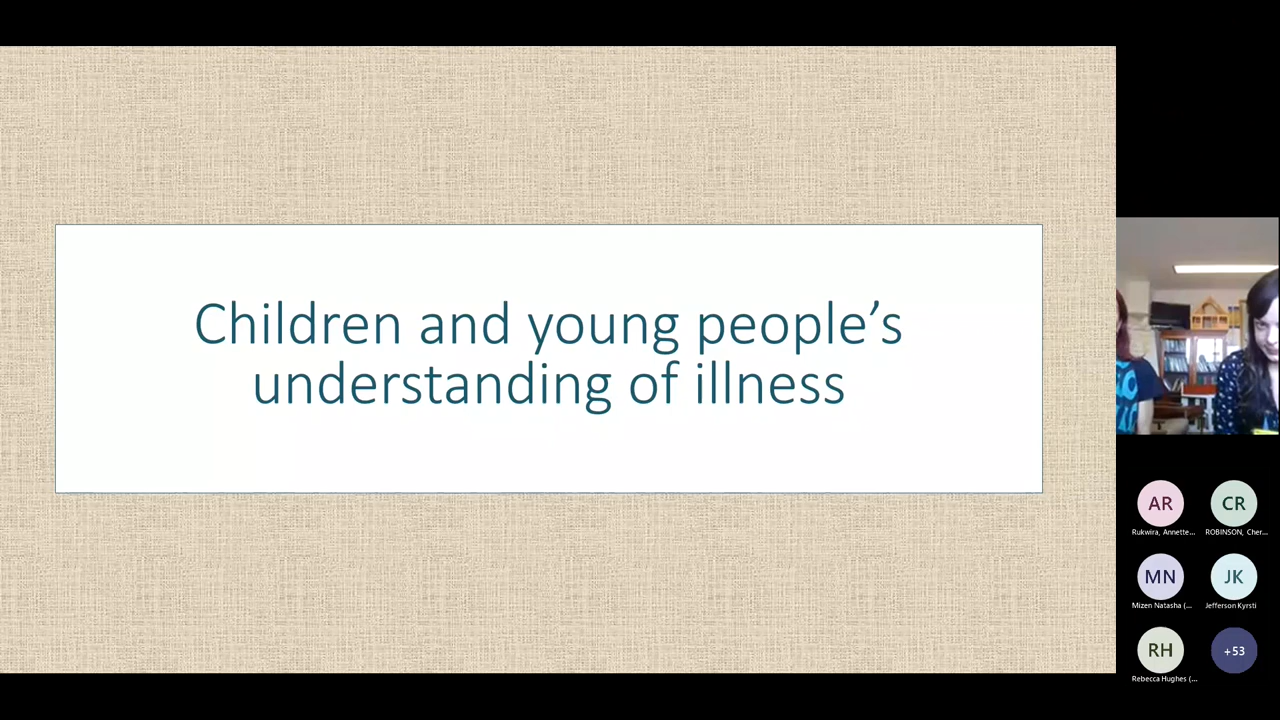 Children and young people’s
understanding of illness
AR
CR
Rukwira, Annette...
ROBINSON, Cher...
MN
JK
Mizen Natasha (...
Jefferson Kyrsti
RH
+53
Rebecca Hughes (...